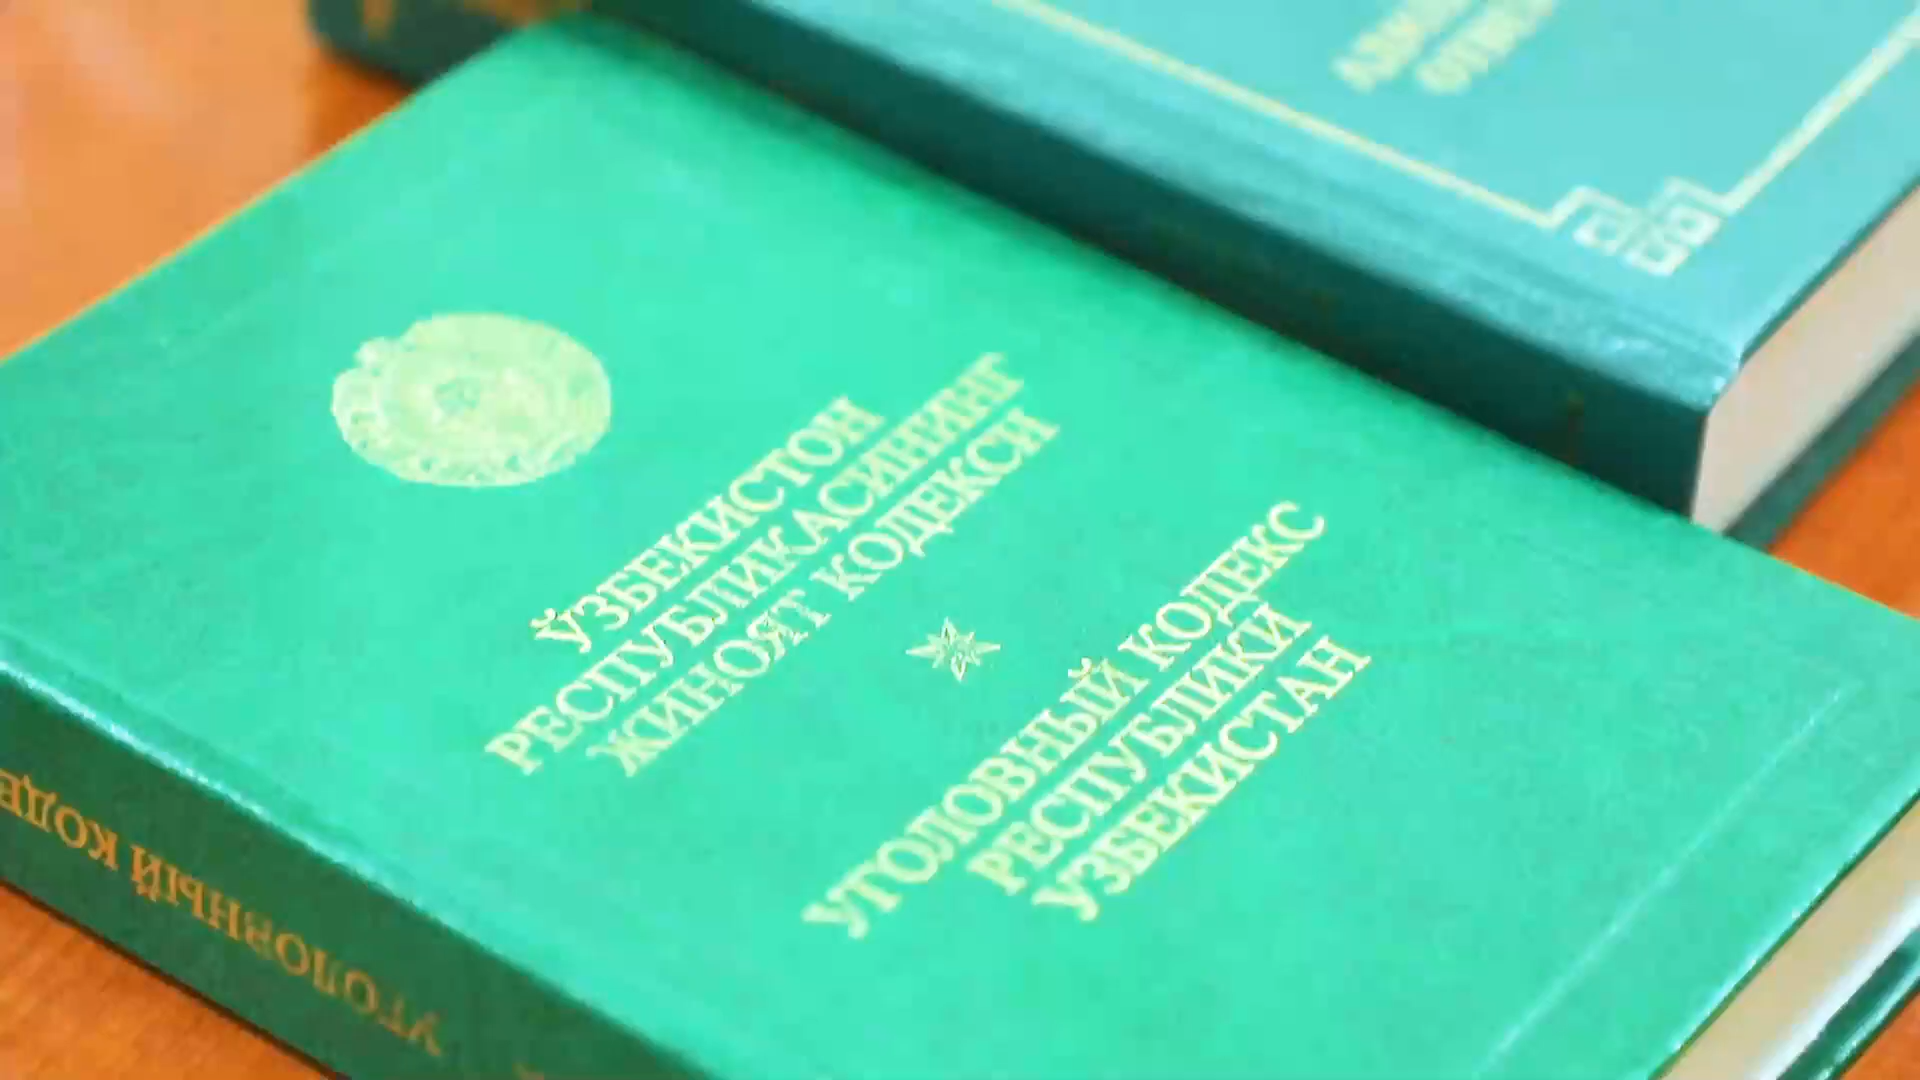 ЎЗБЕКИСТОН
РЕСПУБЛИКАСИНИНГ
ЖИНОЯТ КОДЕКСИ
УГОЛОВНЫЙ КОДЕКС
РЕСПУБЛИКИ
УЗБЕКИСТАН
УГОЛОВНЫЙ КОДЕ